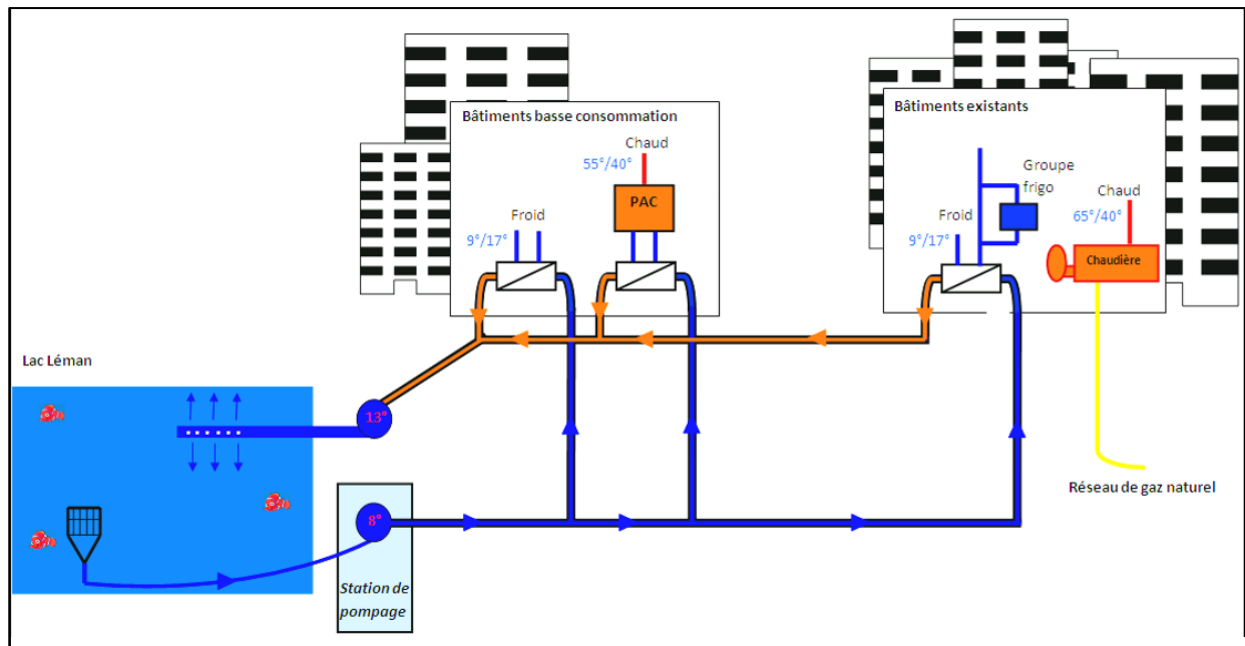 Bâtiments basse consommation
Chaud
55°/40°
PAC
Froid
9°/17°
Bâtiments existants
Groupe
frigo
Chaud
65°/40°
Froid
9°/17°
Chaudière
Lac Léman
13°
8°
Station de
pompage
Réseau de gaz naturel